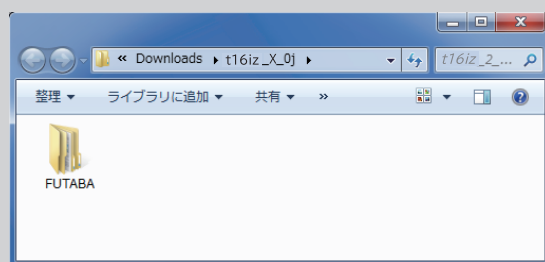 « Downloads ▸ t16iz_X_0j ▸
t16iz_2_...
整理 ▼ ライブラリに追加 ▼ 共有 ▼ »
FUTABA